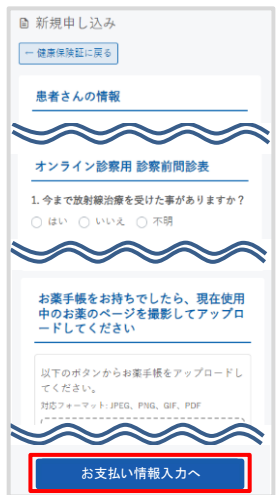 新規申し込み
← 健康保険証に戻る
患者さんの情報
オンライン診察用 診察前問診表
1. 今まで放射線治療を受けた事がありますか？
はい いいえ 不明
お薬手帳をお持ちでしたら、現在使用
中のお薬のページを撮影してアップロ
ードしてください
以下のボタンからお薬手帳をアップロードし
てください。
対応フォーマット: JPEG、PNG、GIF、PDF
お支払い情報入力へ